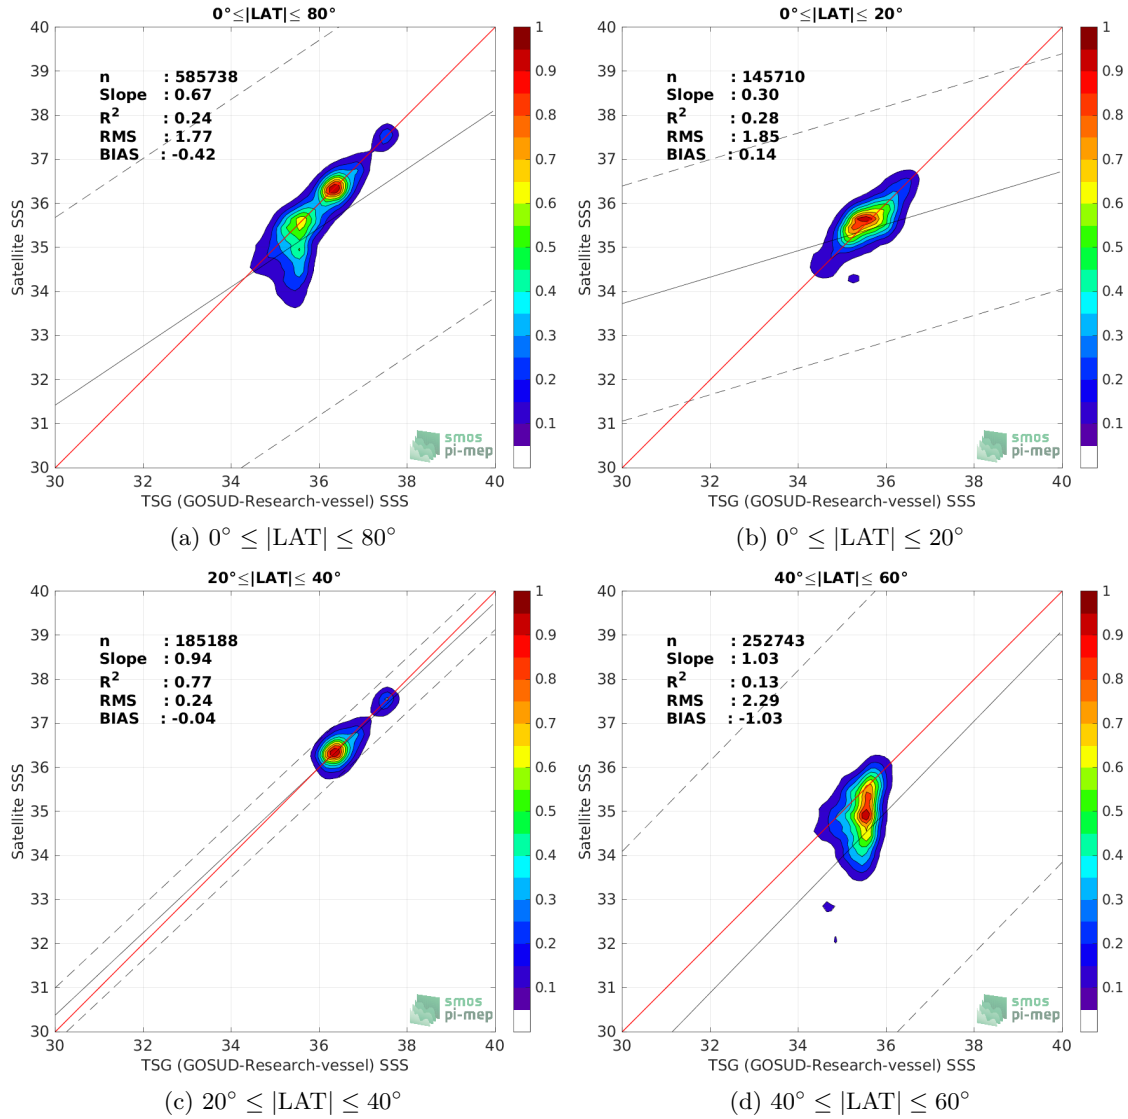 0°≤|LAT|≤ 80°
n : 585738
Slope : 0.67
R² : 0.24
RMS : 1.77
BIAS : -0.42
Satellite SSS
40
39
38
37
36
35
34
33
32
31
30
30 32 34 36 38 40
TSG (GOSUD-Research-vessel) SSS
1
0.9
0.8
0.7
0.6
0.5
0.4
0.3
0.2
0.1
smos
pi-mep
(a) 0° ≤ |LAT| ≤ 80°
0°≤|LAT|≤ 20°
n : 145710
Slope : 0.30
R² : 0.28
RMS : 1.85
BIAS : 0.14
Satellite SSS
40
39
38
37
36
35
34
33
32
31
30
30 32 34 36 38 40
TSG (GOSUD-Research-vessel) SSS
1
0.9
0.8
0.7
0.6
0.5
0.4
0.3
0.2
0.1
smos
pi-mep
(b) 0° ≤ |LAT| ≤ 20°
20°≤|LAT|≤ 40°
n : 185188
Slope : 0.94
R² : 0.77
RMS : 0.24
BIAS : -0.04
Satellite SSS
40
39
38
37
36
35
34
33
32
31
30
30 32 34 36 38 40
TSG (GOSUD-Research-vessel) SSS
1
0.9
0.8
0.7
0.6
0.5
0.4
0.3
0.2
0.1
smos
pi-mep
(c) 20° ≤ |LAT| ≤ 40°
40°≤|LAT|≤ 60°
n : 252743
Slope : 1.03
R² : 0.13
RMS : 2.29
BIAS : -1.03
Satellite SSS
40
39
38
37
36
35
34
33
32
31
30
30 32 34 36 38 40
TSG (GOSUD-Research-vessel) SSS
1
0.9
0.8
0.7
0.6
0.5
0.4
0.3
0.2
0.1
smos
pi-mep
(d) 40° ≤ |LAT| ≤ 60°